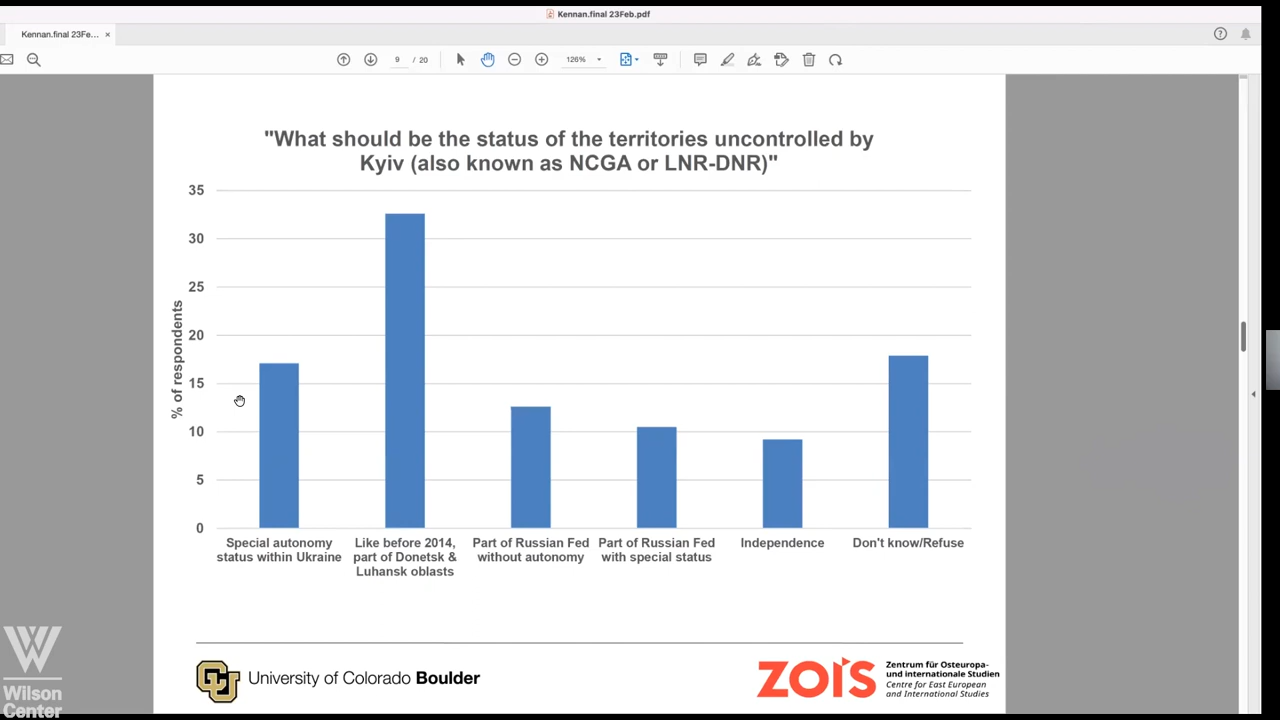 Kennan.final 23Feb.pdf
Kennan.final 23Fe... ×
9 / 20
126%
"What should be the status of the territories uncontrolled by
Kyiv (also known as NCGA or LNR-DNR)"
% of respondents
35
30
25
20
15
10
5
0
Special autonomy
status within Ukraine
Like before 2014,
part of Donetsk &
Luhansk oblasts
Part of Russian Fed
without autonomy
Part of Russian Fed
with special status
Independence
Don't know/Refuse
CU
University of Colorado Boulder
ZOiS
Zentrum für Osteuropa-
und internationale Studien
Centre for East European
and International Studies
Wilson
Center